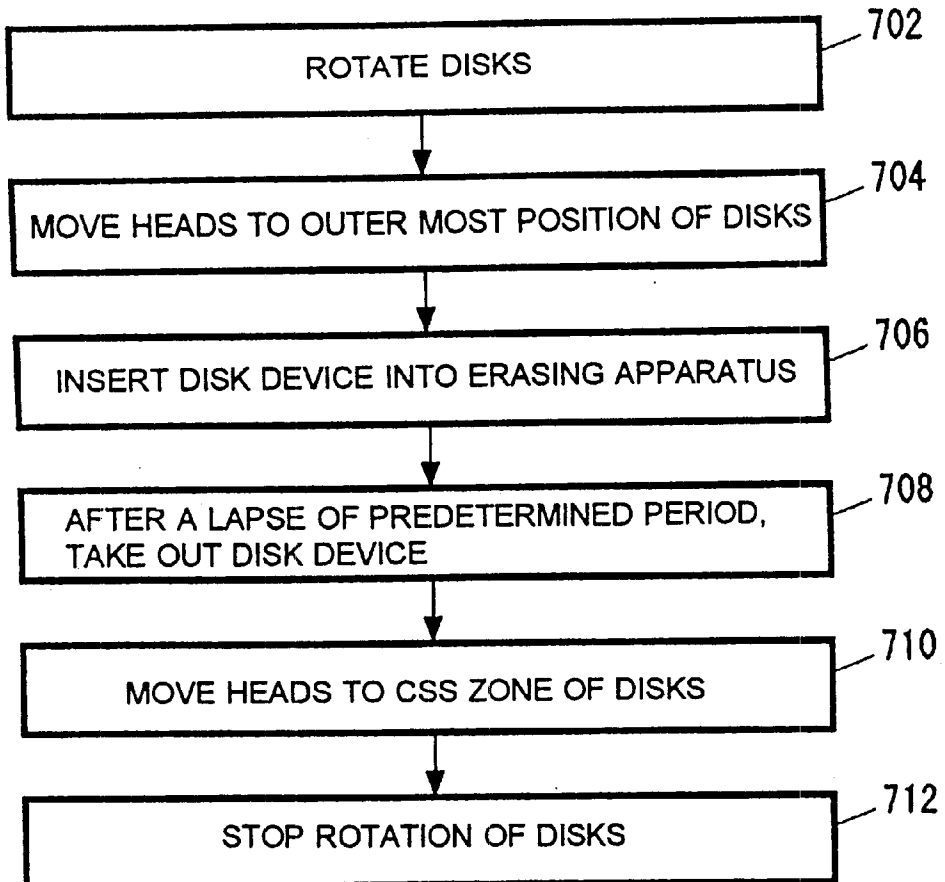 702
ROTATE DISKS
704
MOVE HEADS TO OUTER MOST POSITION OF DISKS
706
INSERT DISK DEVICE INTO ERASING APPARATUS
708
AFTER A LAPSE OF PREDETERMINED PERIOD,
TAKE OUT DISK DEVICE
710
MOVE HEADS TO CSS ZONE OF DISKS
712
STOP ROTATION OF DISKS